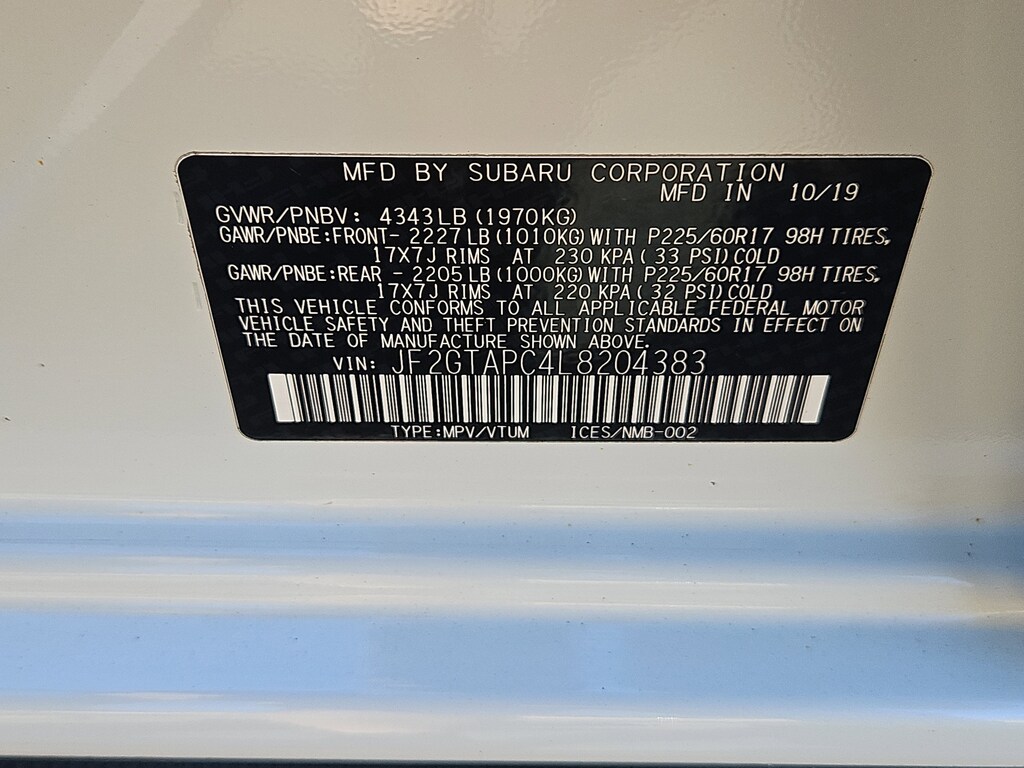 MFD BY SUBARU CORPORATION
MFD IN 10/19
GVWR/PNBV: 4343LB (1970KG)
GAWR/PNBE:FRONT- 2227LB (1010KG) WITH P225/60R17 98H TIRES,
17X7J RIMS AT 230 KPA ( 33 PSI) COLD
GAWR/PNBE:REAR - 2205LB (1000KG) WITH P225/60R17 98H TIRES,
17X7J RIMS AT 220 KPA ( 32 PSI) COLD
THIS VEHICLE CONFORMS TO ALL APPLICABLE FEDERAL MOTOR
VEHICLE SAFETY AND THEFT PREVENTION STANDARDS IN EFFECT ON
THE DATE OF MANUFACTURE SHOWN ABOVE.
VIN: JF2GTAPC4L8204383
TYPE:MPV/VTUM ICES/NMB-002